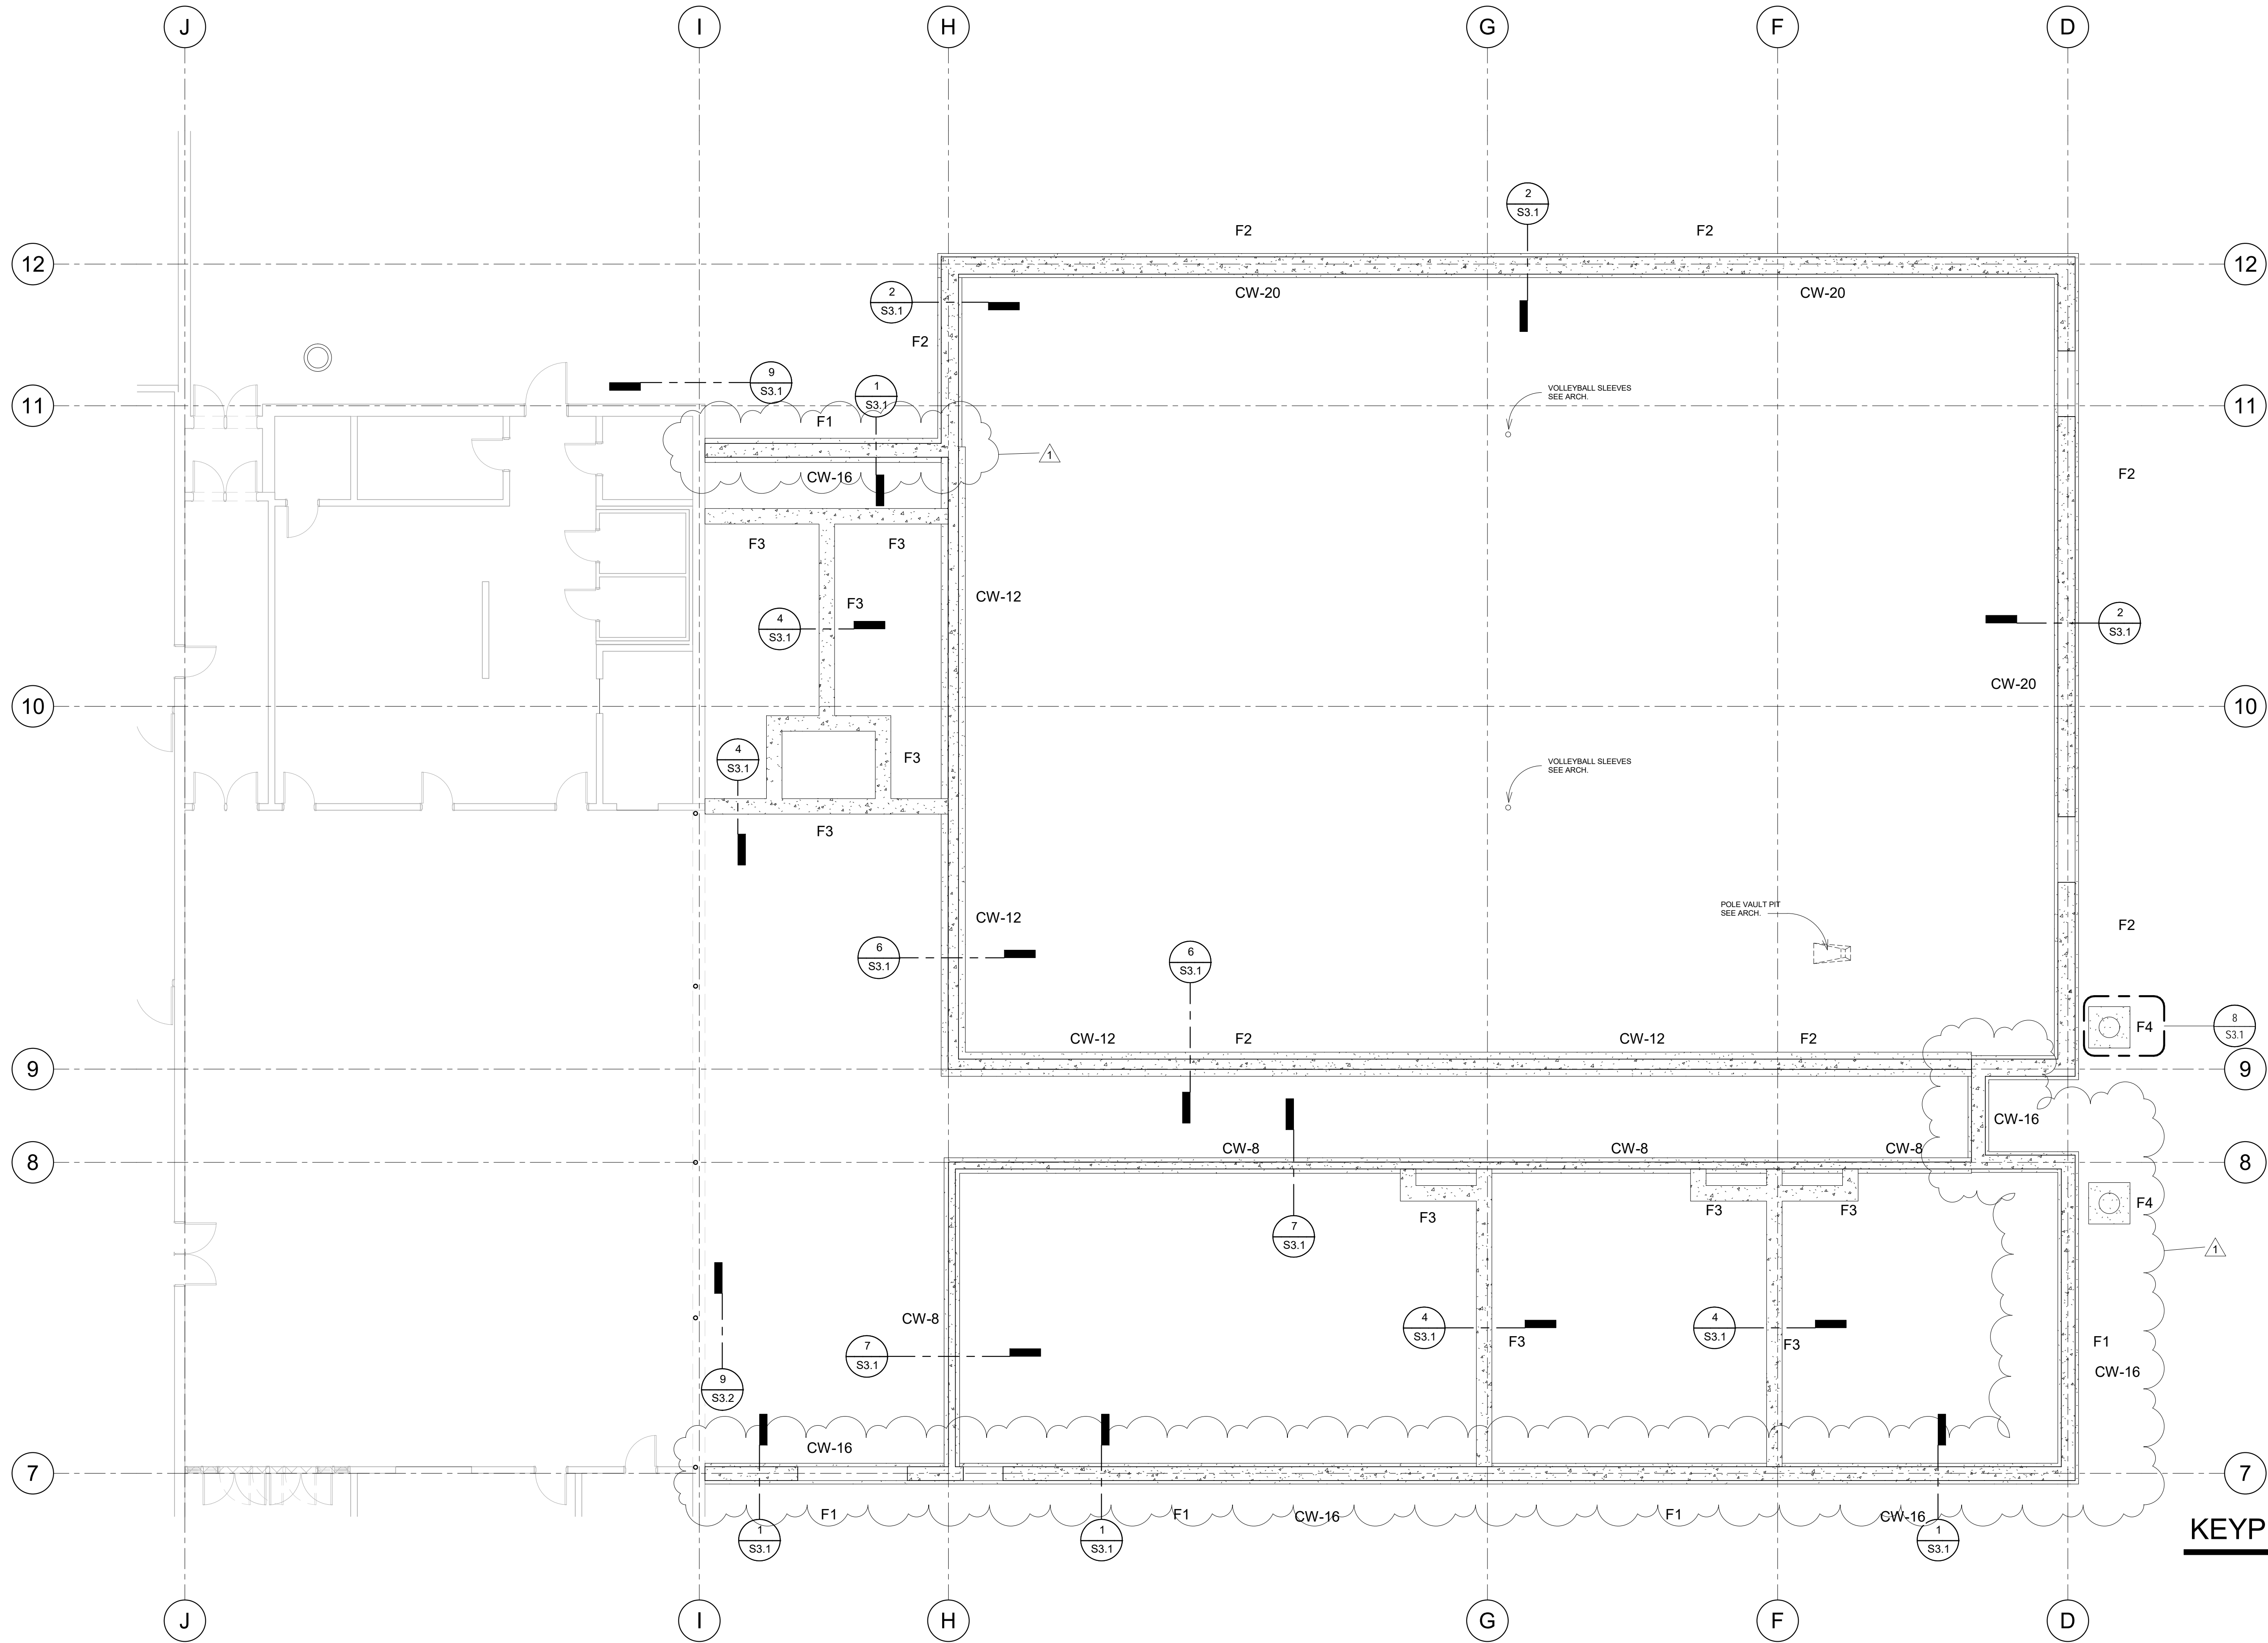 J
I
H
G
F
D
2
S3.1
F2
F2
12
12
2
S3.1
CW-20
CW-20
F2
9
S3.1
1
S3.1
VOLLEYBALL SLEEVES
SEE ARCH.
11
11
F1
1
CW-16
F2
F3
F3
CW-12
F3
4
S3.1
2
S3.1
CW-20
10
10
4
S3.1
F3
VOLLEYBALL SLEEVES
SEE ARCH.
F3
CW-12
POLE VAULT PIT
SEE ARCH.
F2
6
S3.1
6
S3.1
F4
8
S3.1
CW-12
F2
CW-12
F2
9
9
CW-16
CW-8
CW-8
CW-8
8
8
F4
F3
F3
F3
7
S3.1
1
CW-8
4
S3.1
F3
4
S3.1
F3
F1
CW-16
7
S3.1
9
S3.2
CW-16
7
7
F1
F1
CW-16
F1
CW-16
1
S3.1
1
S3.1
1
S3.1
KEYP
J
I
H
G
F
D